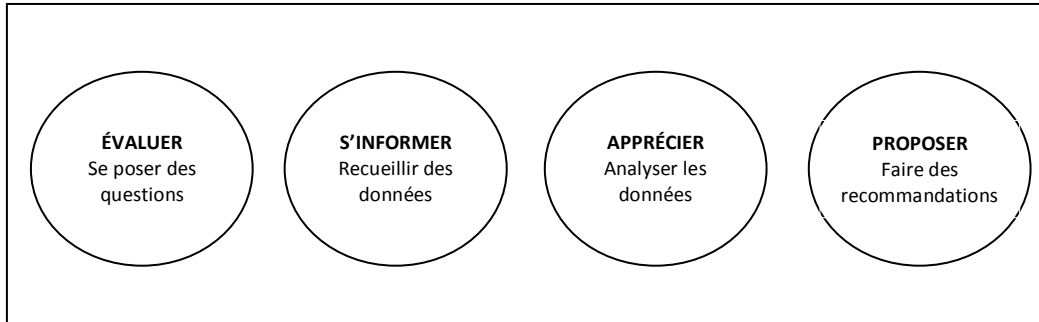 ÉVALUER
Se poser des
questions
S'INFORMER
Recueillir des
données
APPRÉCIER
Analyser les
données
PROPOSER
Faire des
recommandations